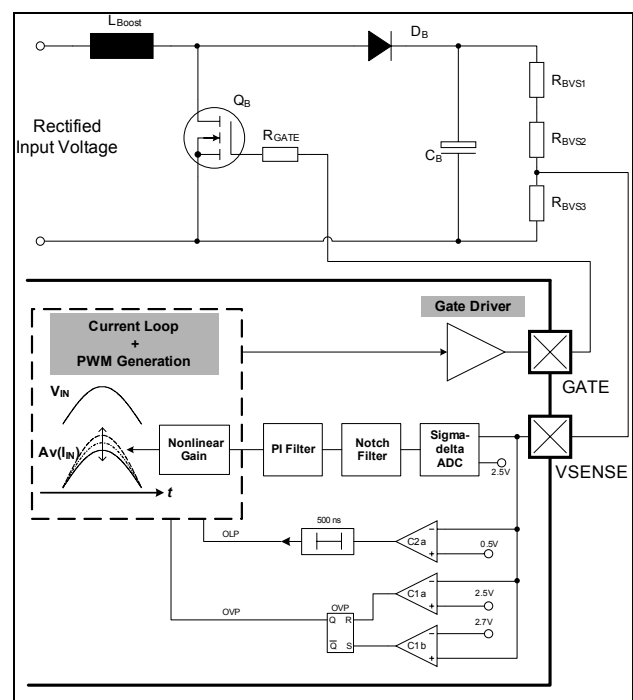 LBoost
DB
QB
RGATE
Rectified
Input Voltage
CB
RBVS1
RBVS2
RBVS3
Current Loop
+
PWM Generation
Gate Driver
GATE
VIN
Av(IIN)
t
Nonlinear
Gain
PI Filter
Notch
Filter
Sigma-
delta
ADC
2.5V
VSENSE
500 ns
OLP
C2a
-
+
0.5V
OVP
OVP
Q R
Q S
C1a
-
+
2.5V
C1b
-
+
2.7V